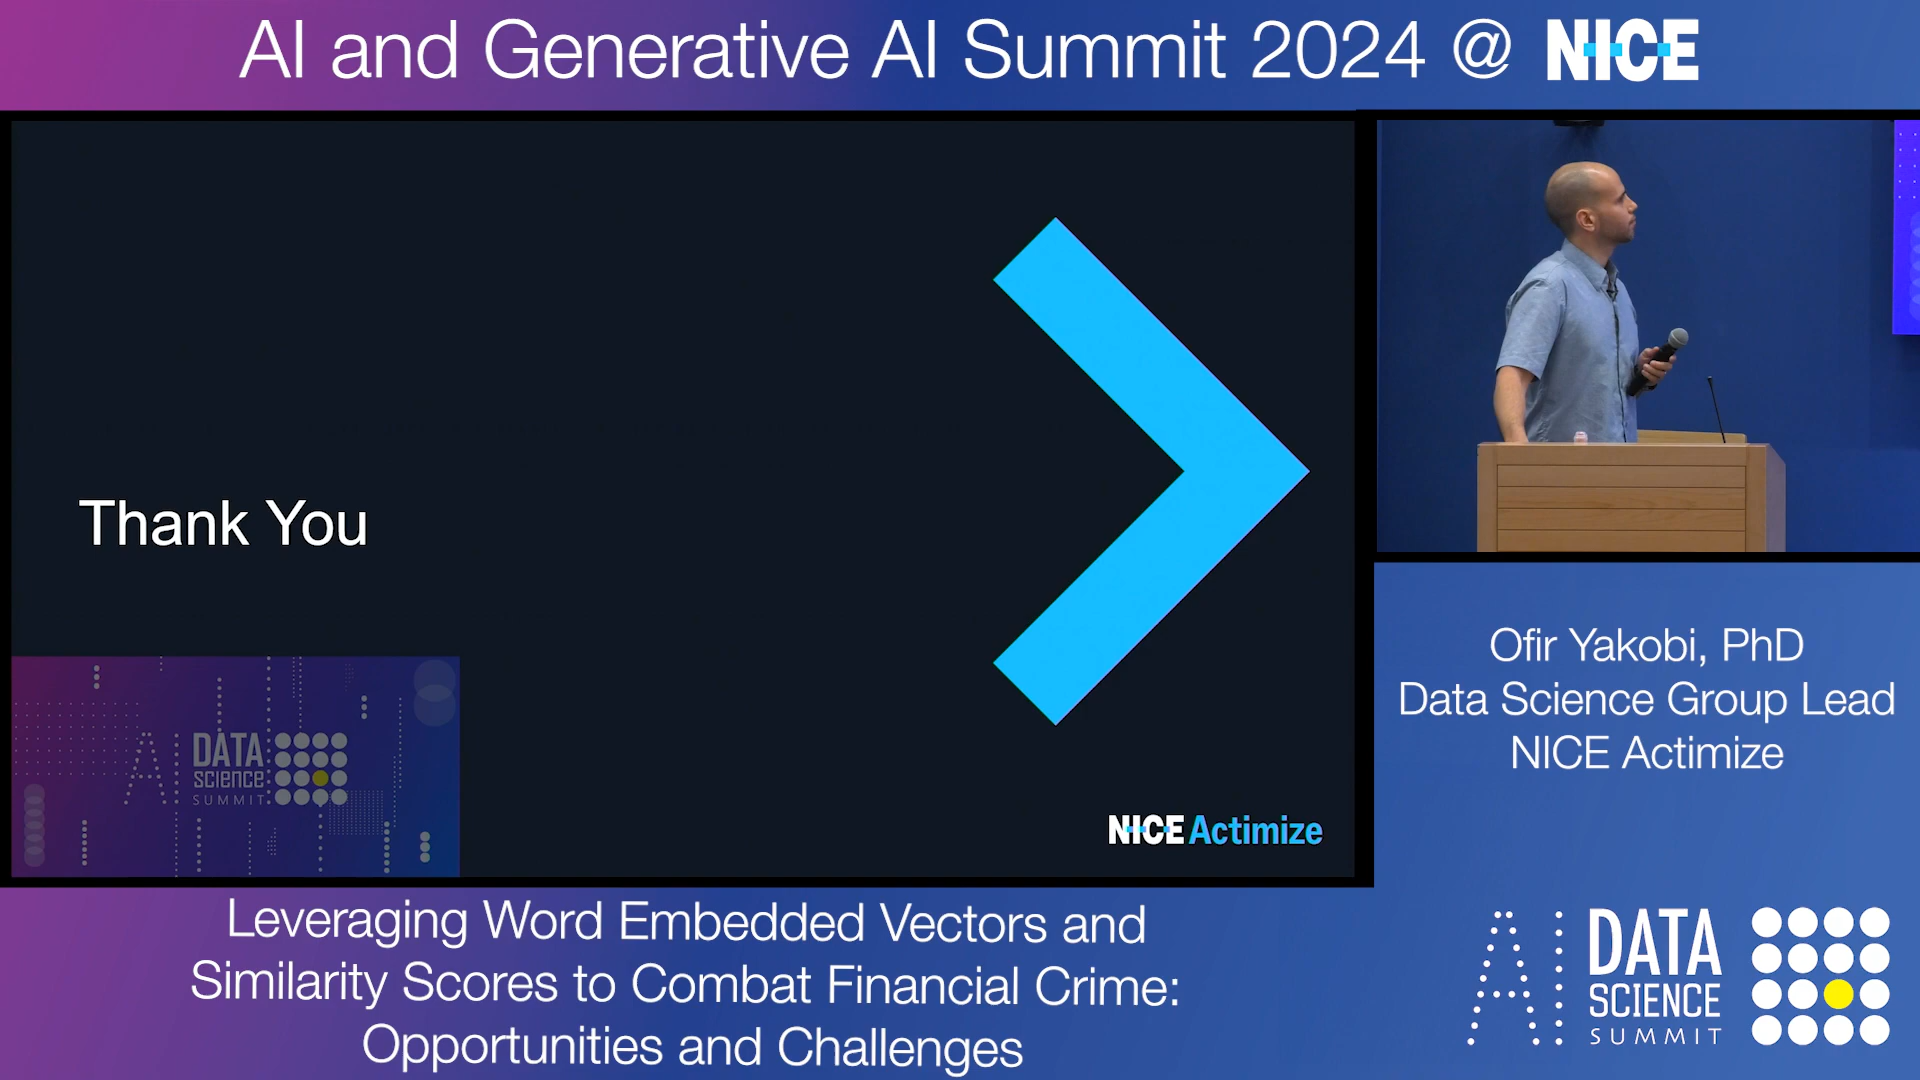 AI and Generative AI Summit 2024 @ NICE
Thank You
AI DATA
SCIENCE
SUMMIT
NICE Actimize
Ofir Yakobi, PhD
Data Science Group Lead
NICE Actimize
Leveraging Word Embedded Vectors and
Similarity Scores to Combat Financial Crime:
Opportunities and Challenges
AI DATA
SCIENCE
SUMMIT